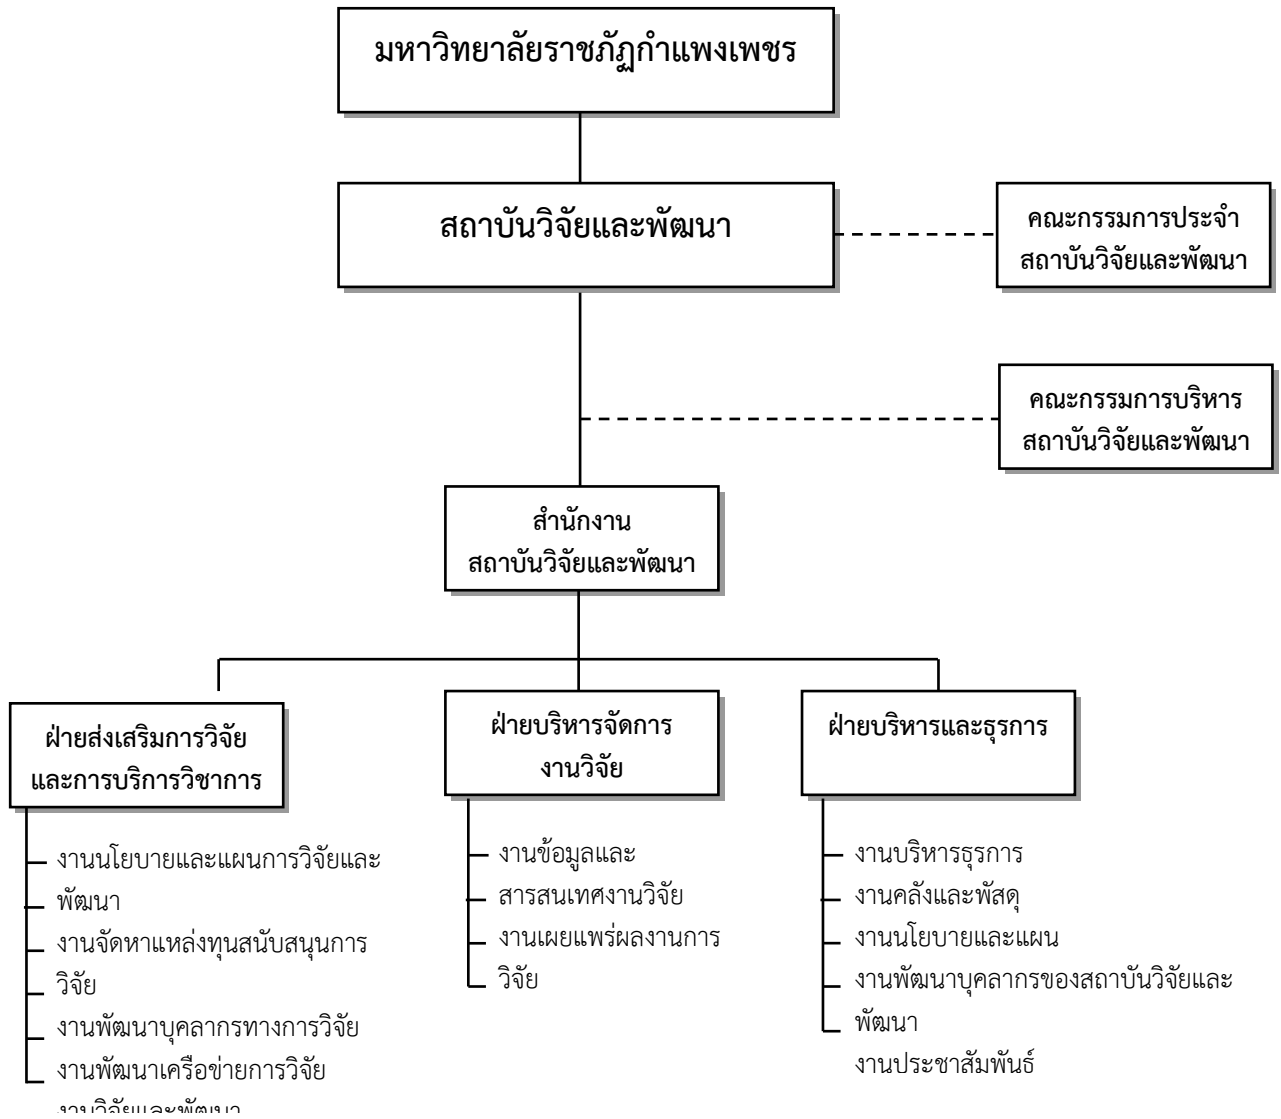 มหาวิทยาลัยราชภัฏกำแพงเพชร
สถาบันวิจัยและพัฒนา
คณะกรรมการประจำ
สถาบันวิจัยและพัฒนา
คณะกรรมการบริหาร
สถาบันวิจัยและพัฒนา
สำนักงาน
สถาบันวิจัยและพัฒนา
ฝ่ายส่งเสริมการวิจัย
และการบริการวิชาการ
งานนโยบายและแผนการวิจัยและ
พัฒนา
งานจัดหาแหล่งทุนสนับสนุนการ
วิจัย
งานพัฒนาบุคลากรทางการวิจัย
งานพัฒนาเครือข่ายการวิจัย
งานวิจัยและพัฒนา
ฝ่ายบริหารจัดการ
งานวิจัย
งานข้อมูลและ
สารสนเทศงานวิจัย
งานเผยแพร่ผลงานการ
วิจัย
ฝ่ายบริหารและธุรการ
งานบริหารธุรการ
งานคลังและพัสดุ
งานนโยบายและแผน
งานพัฒนาบุคลากรของสถาบันวิจัยและ
พัฒนา
งานประชาสัมพันธ์